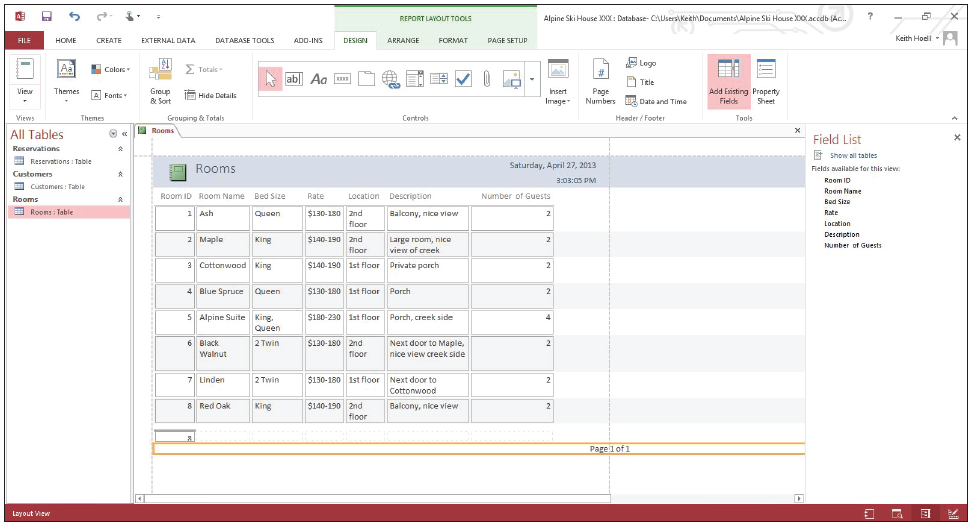 REPORT LAYOUT TOOLS
Alpine Ski House XXX : Database- C:\Users\Keith\Documents\Alpine Ski House XXX.accdb (Ac...
?
FILE HOME CREATE EXTERNAL DATA DATABASE TOOLS ADD-INS DESIGN ARRANGE FORMAT PAGE SETUP
Keith Hoell
View
Views
Themes
Colors
Fonts
Themes
Group & Sort
Totals
Hide Details
Grouping & Totals
ab|
Aa
xxxx
Controls
Insert Image
Page Numbers
Logo
Title
Date and Time
Header / Footer
Add Existing Fields
Property Sheet
Tools
All Tables
Reservations
Reservations : Table
Customers
Customers : Table
Rooms
Rooms : Table
Rooms
Rooms
Saturday, April 27, 2013
3:03:05 PM
Room ID Room Name Bed Size Rate Location Description Number of Guests
1 Ash Queen $130-180 2nd floor Balcony, nice view 2
2 Maple King $140-190 2nd floor Large room, nice view of creek 2
3 Cottonwood King $140-190 1st floor Private porch 2
4 Blue Spruce Queen $130-180 1st floor Porch 2
5 Alpine Suite King, Queen $180-230 1st floor Porch, creek side 4
6 Black Walnut 2 Twin $130-180 2nd floor Next door to Maple, nice view creek side 2
7 Linden 2 Twin $130-180 1st floor Next door to Cottonwood 2
8 Red Oak King $140-190 2nd floor Balcony, nice view 2
8
Page 1 of 1
Field List
Show all tables
Fields available for this view:
Room ID
Room Name
Bed Size
Rate
Location
Description
Number of Guests
Layout View